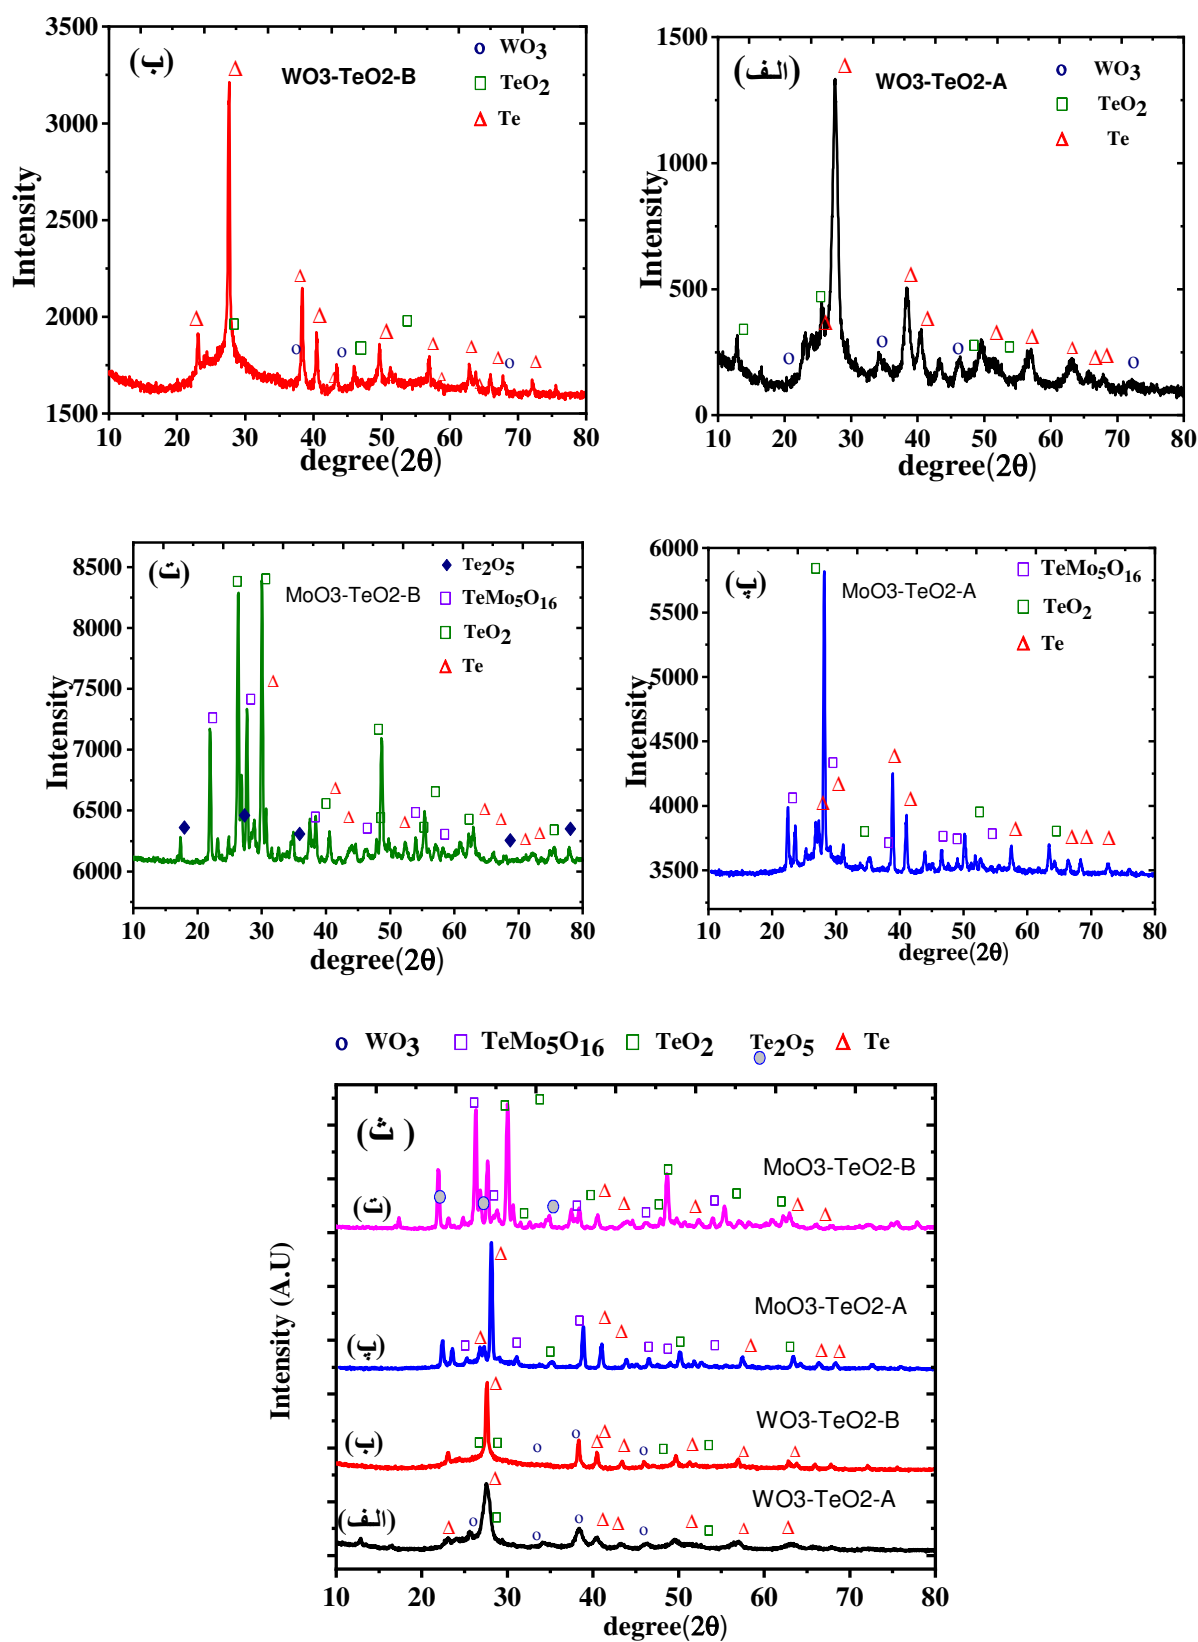 (ب)
WO3-TeO2-B
WO3
TeO2
Te
3500
3000
2500
2000
1500
10 20 30 40 50 60 70 80
Intensity
degree(2θ)
(الف)
WO3-TeO2-A
WO3
TeO2
Te
1500
1000
500
0
10 20 30 40 50 60 70 80
Intensity
degree(2θ)
(ت)
MoO3-TeO2-B
Te2O5
TeMo5O16
TeO2
Te
8500
8000
7500
7000
6500
6000
10 20 30 40 50 60 70 80
Intensity
degree(2θ)
(پ)
MoO3-TeO2-A
TeMo5O16
TeO2
Te
6000
5500
5000
4500
4000
3500
10 20 30 40 50 60 70 80
Intensity
degree(2θ)
WO3 TeMo5O16 TeO2 Te2O5 Te
(ث)
MoO3-TeO2-B
(ت)
MoO3-TeO2-A
(پ)
WO3-TeO2-B
(ب)
WO3-TeO2-A
(الف)
Intensity (A.U)
10 20 30 40 50 60 70 80
degree(2θ)